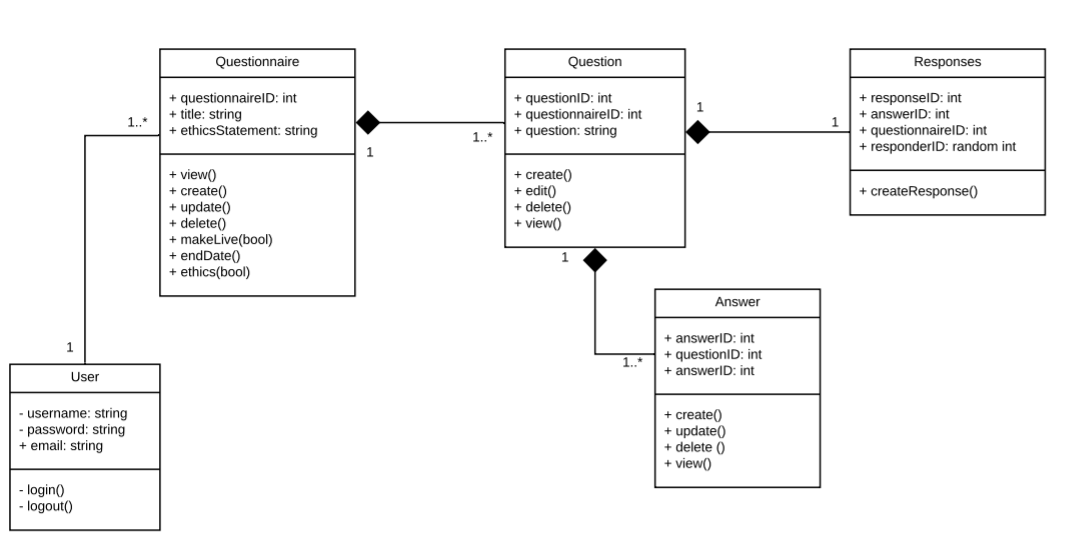 Questionnaire
+ questionnaireID: int
+ title: string
+ ethicsStatement: string
+ view()
+ create()
+ update()
+ delete()
+ makeLive(bool)
+ endDate()
+ ethics(bool)
1..*
1
1..*
Question
+ questionID: int
+ questionnaireID: int
+ question: string
+ create()
+ edit()
+ delete()
+ view()
1
1
Responses
+ responseID: int
+ answerID: int
+ questionnaireID: int
+ responderID: random int
+ createResponse()
1
1..*
Answer
+ answerID: int
+ questionID: int
+ answerID: int
+ create()
+ update()
+ delete ()
+ view()
1
User
- username: string
- password: string
+ email: string
- login()
- logout()